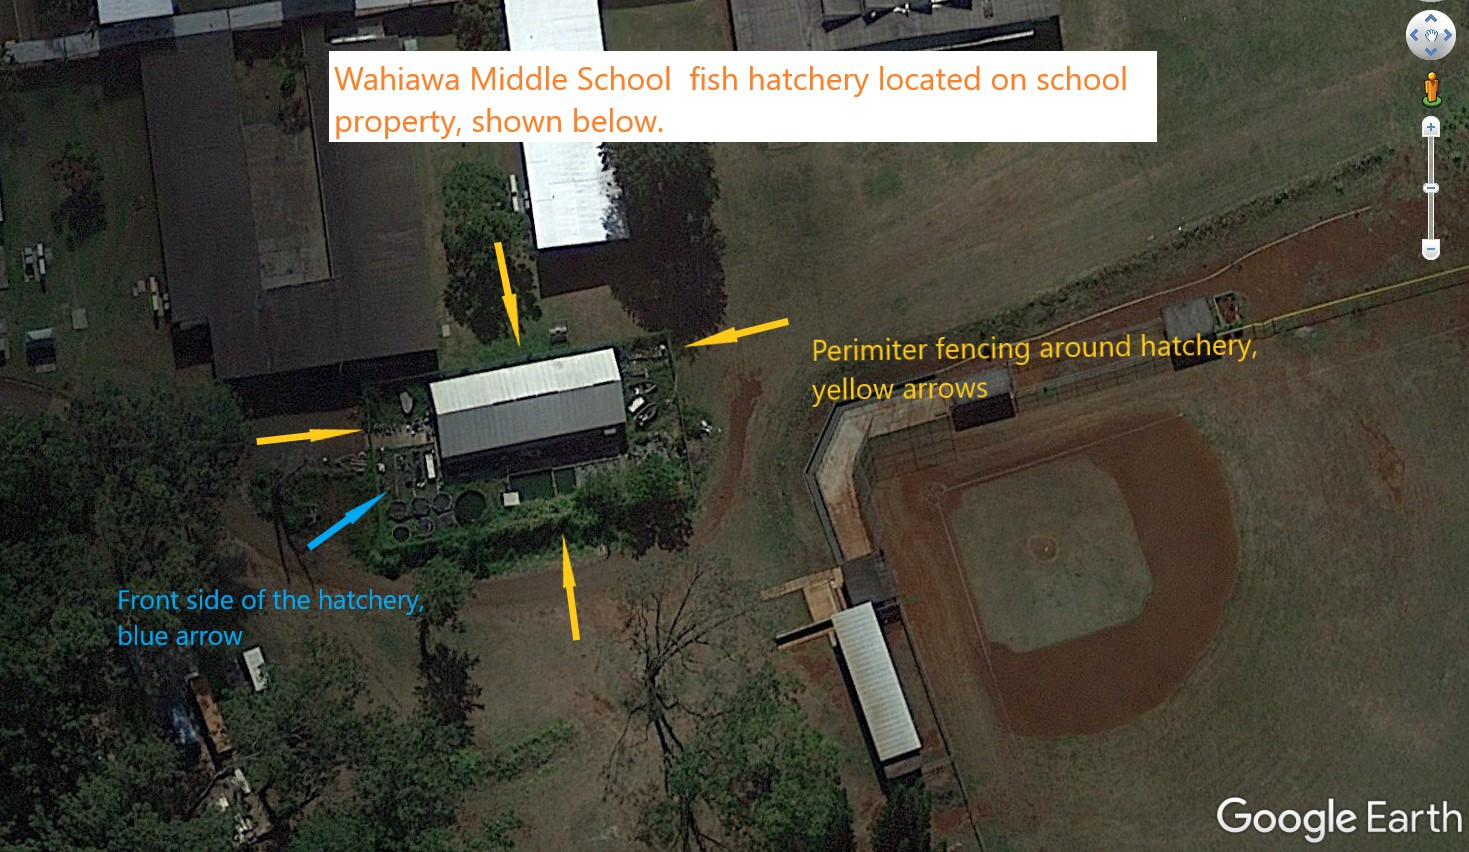 Wahiawa Middle School  fish hatchery located on school
property, shown below.
Perimiter fencing around hatchery,
yellow arrows
Front side of the hatchery,
blue arrow
Google Earth